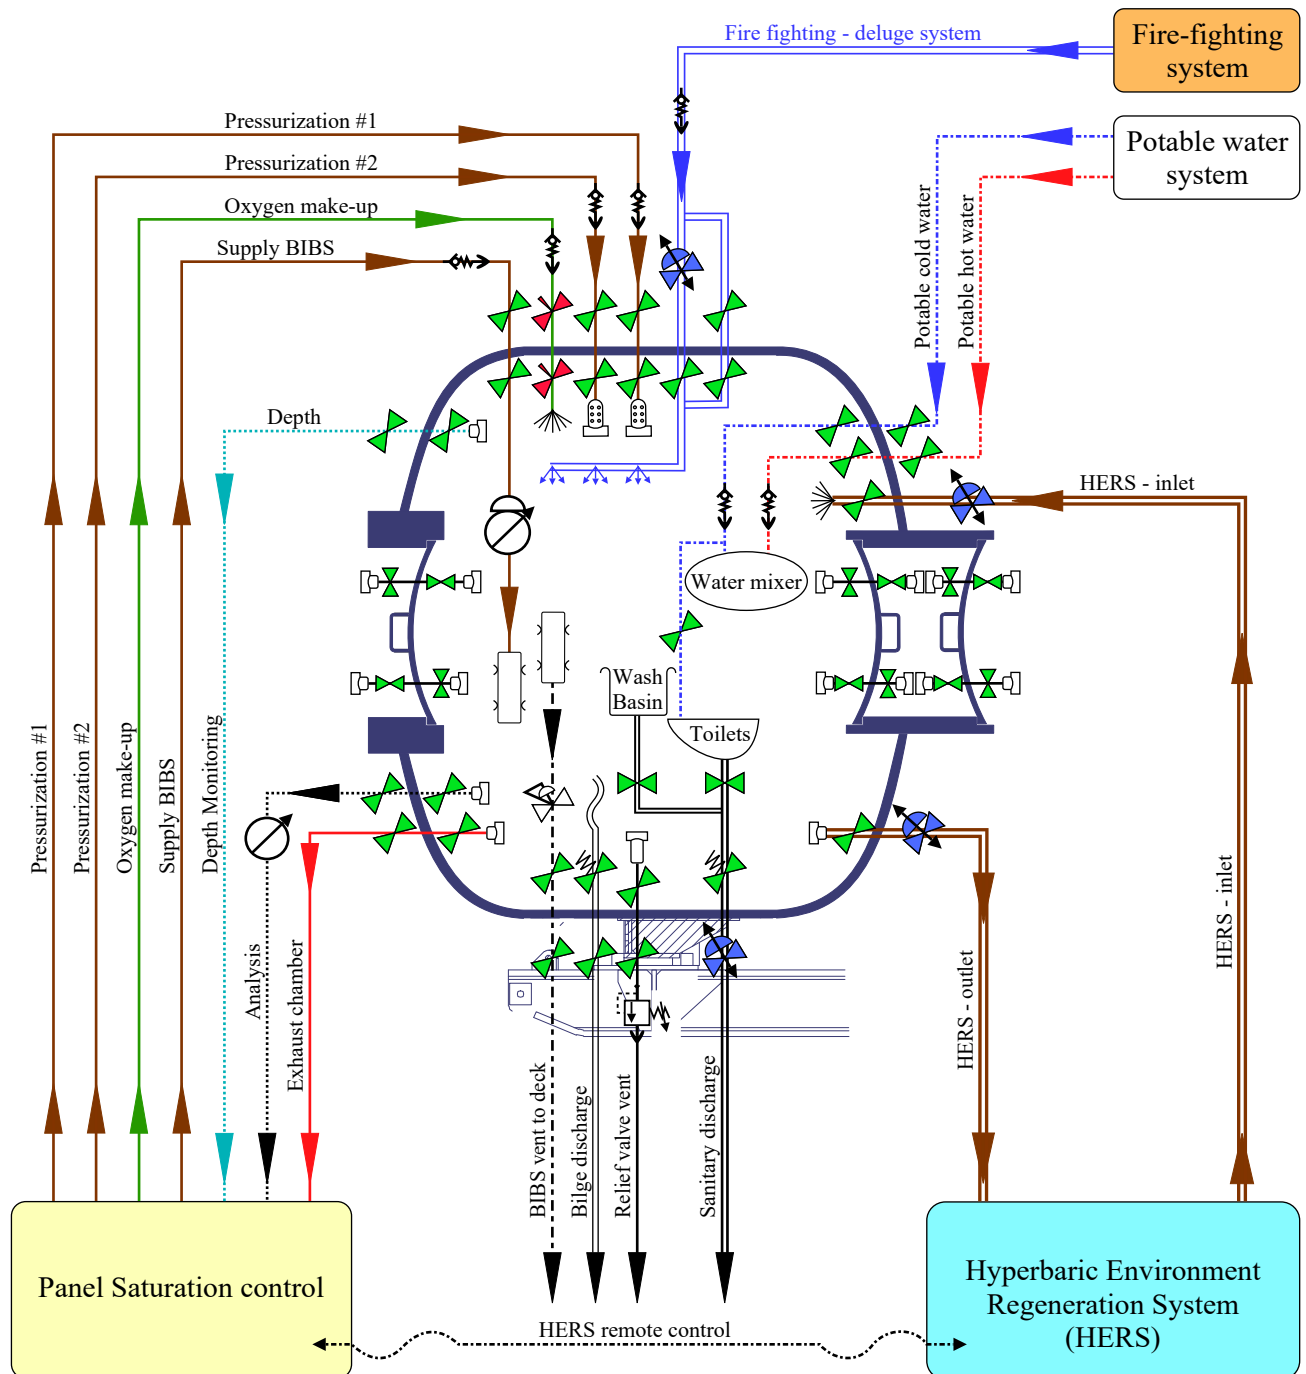 Fire fighting - deluge system
Fire-fighting
system
Pressurization #1
Potable water
system
Pressurization #2
Oxygen make-up
Supply BIBS
Potable cold water
Potable hot water
Depth
HERS - inlet
Water mixer
Wash
Basin
Toilets
Pressurization #1
Pressurization #2
Oxygen make-up
Supply BIBS
Depth Monitoring
Analysis
Exhaust chamber
BIBS vent to deck
Bilge discharge
Relief valve vent
Sanitary discharge
HERS - outlet
HERS - inlet
Panel Saturation control
Hyperbaric Environment
Regeneration System
(HERS)
HERS remote control